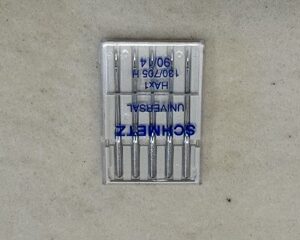 SCHMETZ
UNIVERSAL
HAx1
130/705 H
90/14